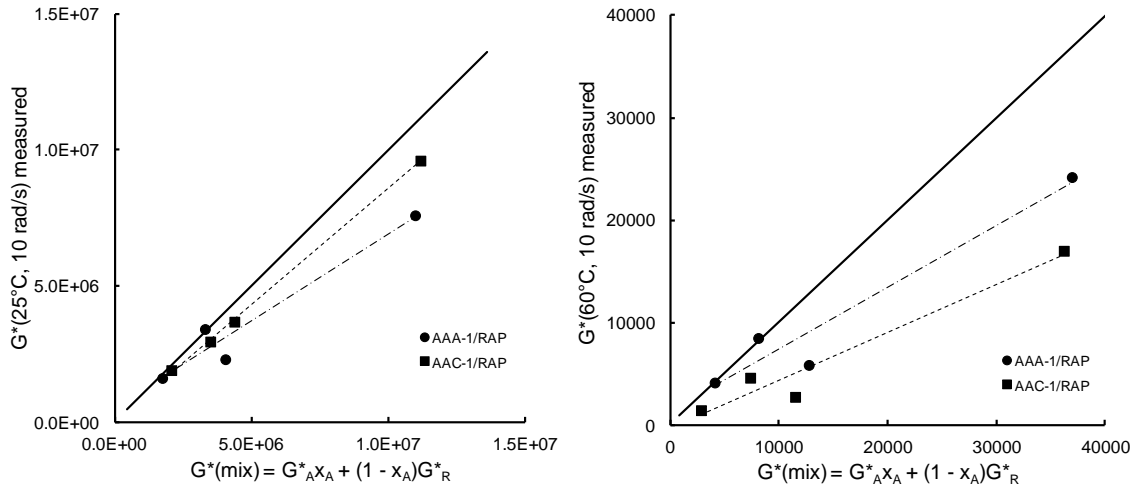 1.5E+07
1.0E+07
5.0E+06
0.0E+00
G*(25°C, 10 rad/s) measured
AAA-1/RAP
AAC-1/RAP
0.0E+00 5.0E+06 1.0E+07 1.5E+07
G*(mix) = G*AxA + (1 - xA)G*R
40000
30000
20000
10000
0
G*(60°C, 10 rad/s) measured
AAA-1/RAP
AAC-1/RAP
0 10000 20000 30000 40000
G*(mix) = G*AxA + (1 - xA)G*R